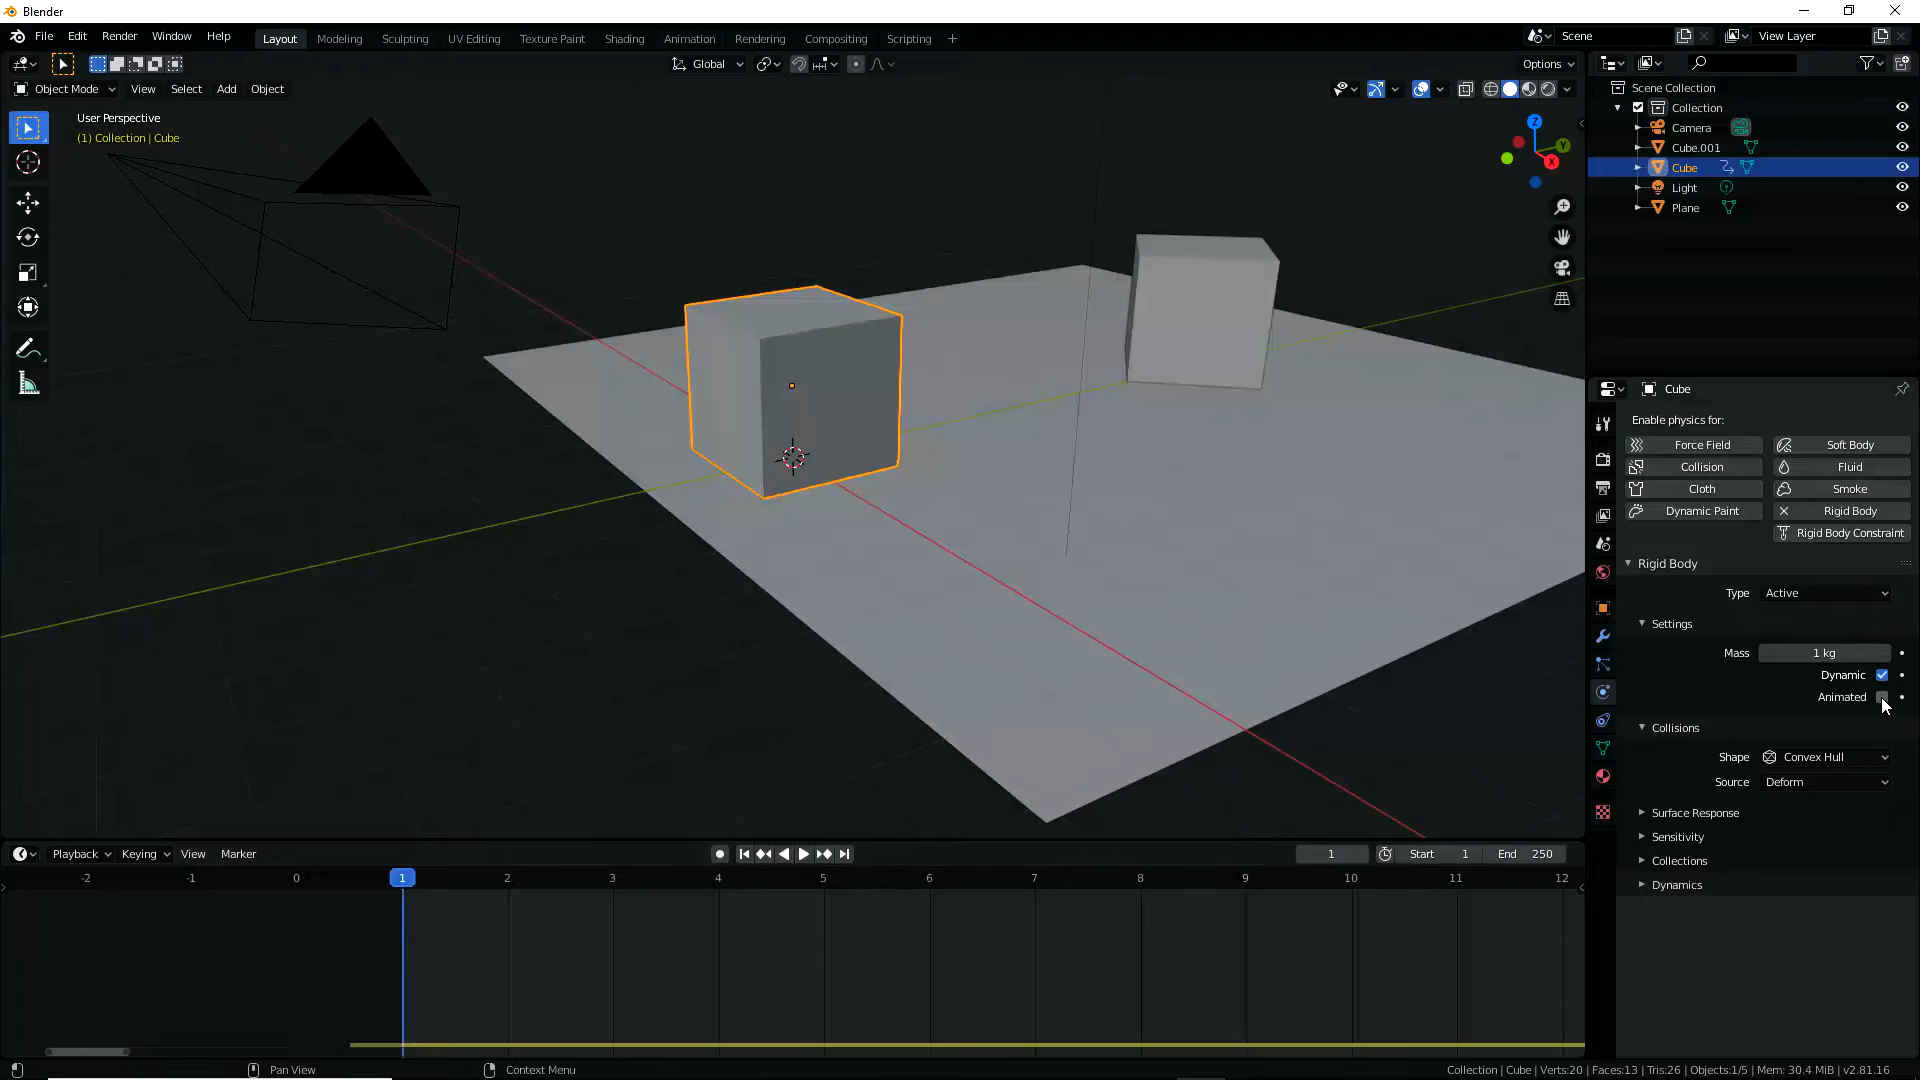 Blender
File Edit Render Window Help Layout Modeling Sculpting UV Editing Texture Paint Shading Animation Rendering Compositing Scripting + Scene View Layer
Global Options
Object Mode View Select Add Object
User Perspective
(1) Collection | Cube
Z
Y
X
Scene Collection
Collection
Camera
Cube.001
Cube
Light
Plane
Cube
Enable physics for:
Force Field Soft Body
Collision Fluid
Cloth Smoke
Dynamic Paint Rigid Body
Rigid Body Constraint
Rigid Body
Type Active
Settings
Mass 1 kg
Dynamic
Animated
Collisions
Shape Convex Hull
Source Deform
Surface Response
Sensitivity
Collections
Dynamics
Playback Keying View Marker 1 Start 1 End 250
-2 -1 0 1 2 3 4 5 6 7 8 9 10 11 12
Pan View Context Menu Collection | Cube | Verts:20 | Faces:13 | Tris:26 | Objects:1/5 | Mem: 30.4 MiB | v2.81.16